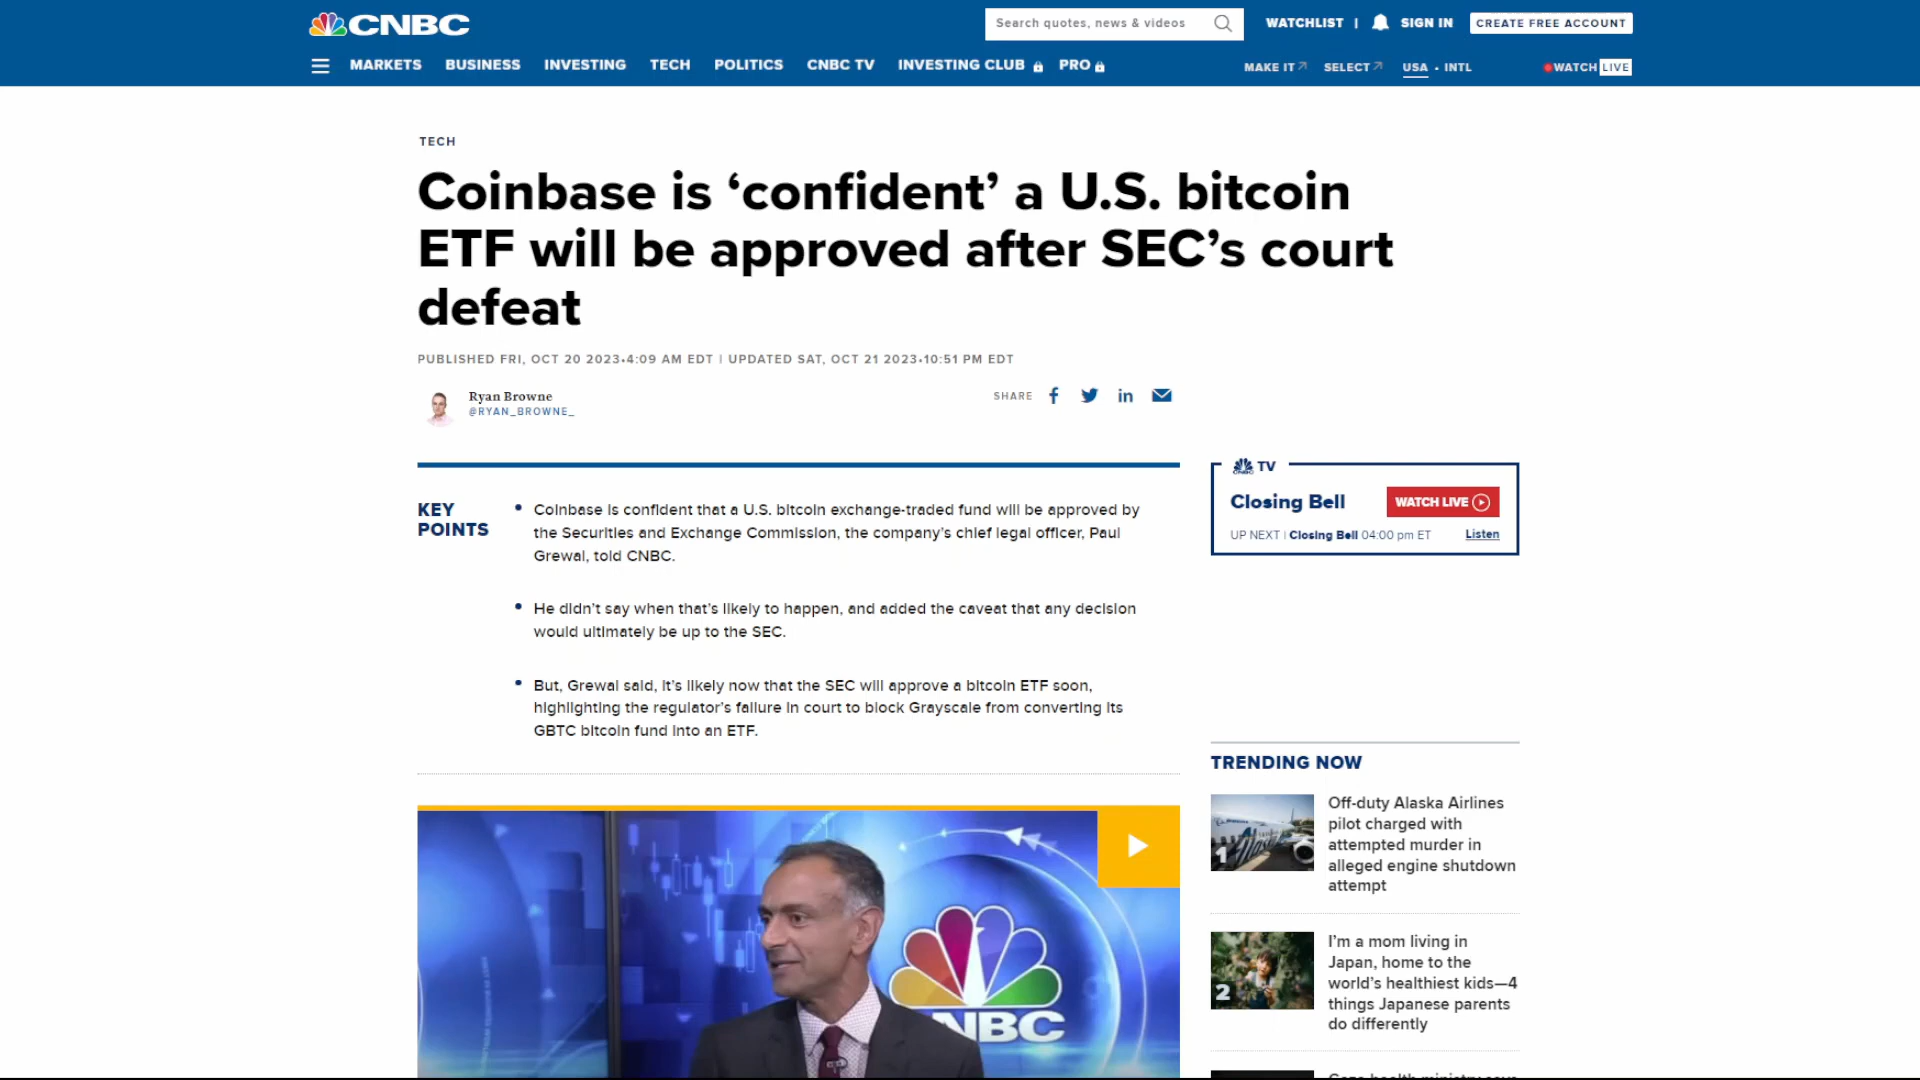 CNBC
Search quotes, news & videos
WATCHLIST |
SIGN IN
CREATE FREE ACCOUNT
MARKETS BUSINESS INVESTING TECH POLITICS CNBC TV INVESTING CLUB PRO
MAKE IT SELECT USA • INTL
WATCH LIVE
TECH
Coinbase is ‘confident’ a U.S. bitcoin
ETF will be approved after SEC’s court
defeat
PUBLISHED FRI, OCT 20 2023•4:09 AM EDT | UPDATED SAT, OCT 21 2023•10:51 PM EDT
Ryan Browne
@RYAN_BROWNE_
SHARE
KEY
POINTS
• Coinbase is confident that a U.S. bitcoin exchange-traded fund will be approved by
the Securities and Exchange Commission, the company’s chief legal officer, Paul
Grewal, told CNBC.
• He didn’t say when that’s likely to happen, and added the caveat that any decision
would ultimately be up to the SEC.
• But, Grewal said, it’s likely now that the SEC will approve a bitcoin ETF soon,
highlighting the regulator’s failure in court to block Grayscale from converting its
GBTC bitcoin fund into an ETF.
NBC
CNBC TV
Closing Bell
WATCH LIVE
UP NEXT | Closing Bell 04:00 pm ET
Listen
TRENDING NOW
1
Off-duty Alaska Airlines
pilot charged with
attempted murder in
alleged engine shutdown
attempt
2
I’m a mom living in
Japan, home to the
world’s healthiest kids—4
things Japanese parents
do differently